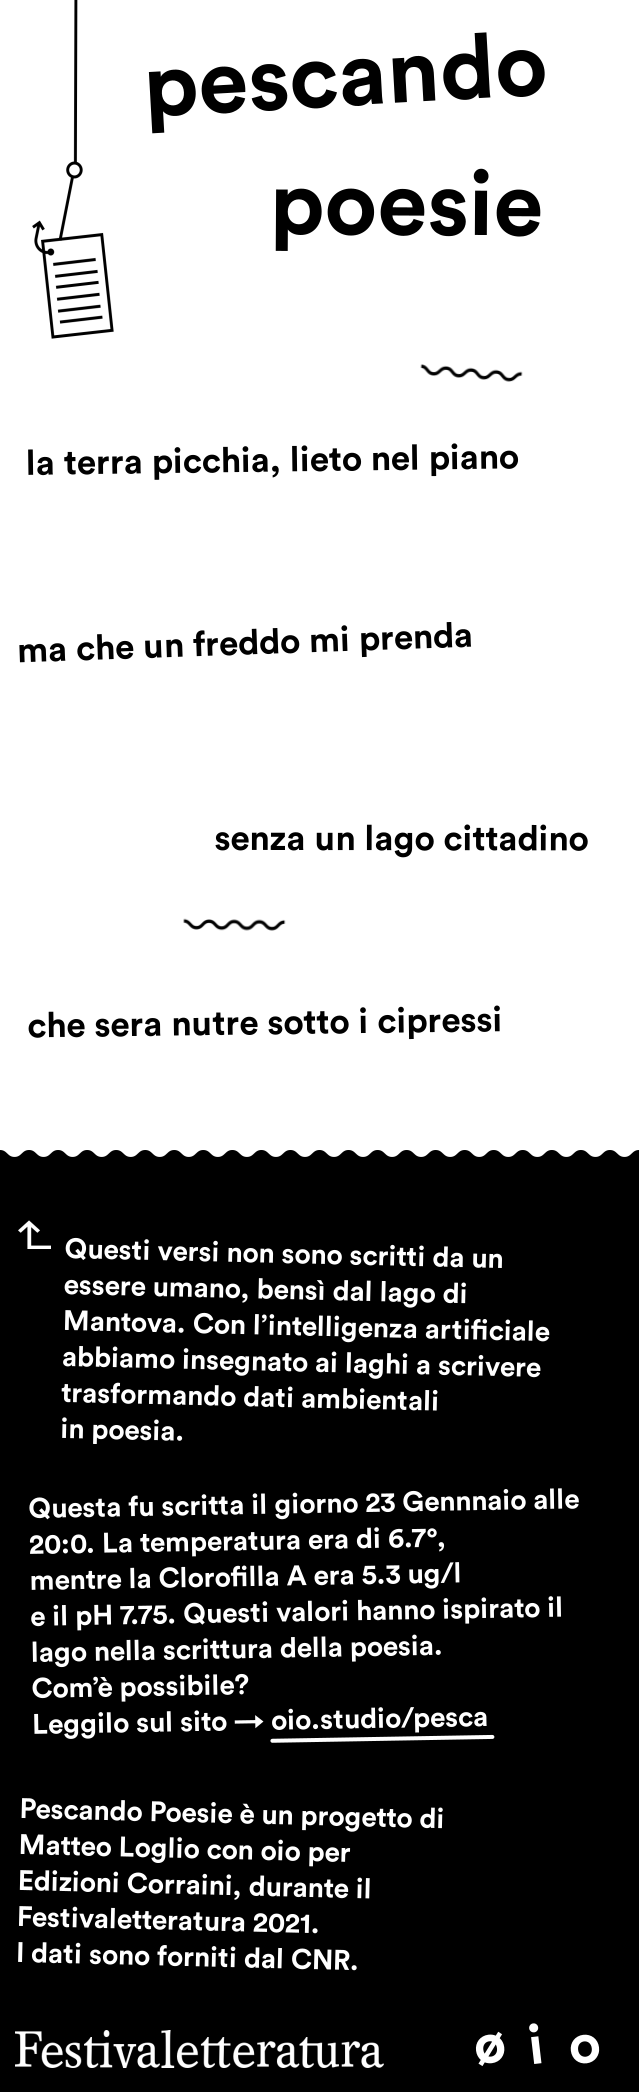 pescando
poesie
la terra picchia, lieto nel piano
ma che un freddo mi prenda
senza un lago cittadino
che sera nutre sotto i cipressi
Questi versi non sono scritti da un
essere umano, bensì dal lago di
Mantova. Con l’intelligenza artificiale
abbiamo insegnato ai laghi a scrivere
trasformando dati ambientali
in poesia.
Questa fu scritta il giorno 23 Gennnaio alle
20:0. La temperatura era di 6.7°,
mentre la Clorofilla A era 5.3 ug/l
e il pH 7.75. Questi valori hanno ispirato il
lago nella scrittura della poesia.
Com’è possibile?
Leggilo sul sito → oio.studio/pesca
Pescando Poesie è un progetto di
Matteo Loglio con oio per
Edizioni Corraini, durante il
Festivaletteratura 2021.
I dati sono forniti dal CNR.
Festivaletteratura ø i o